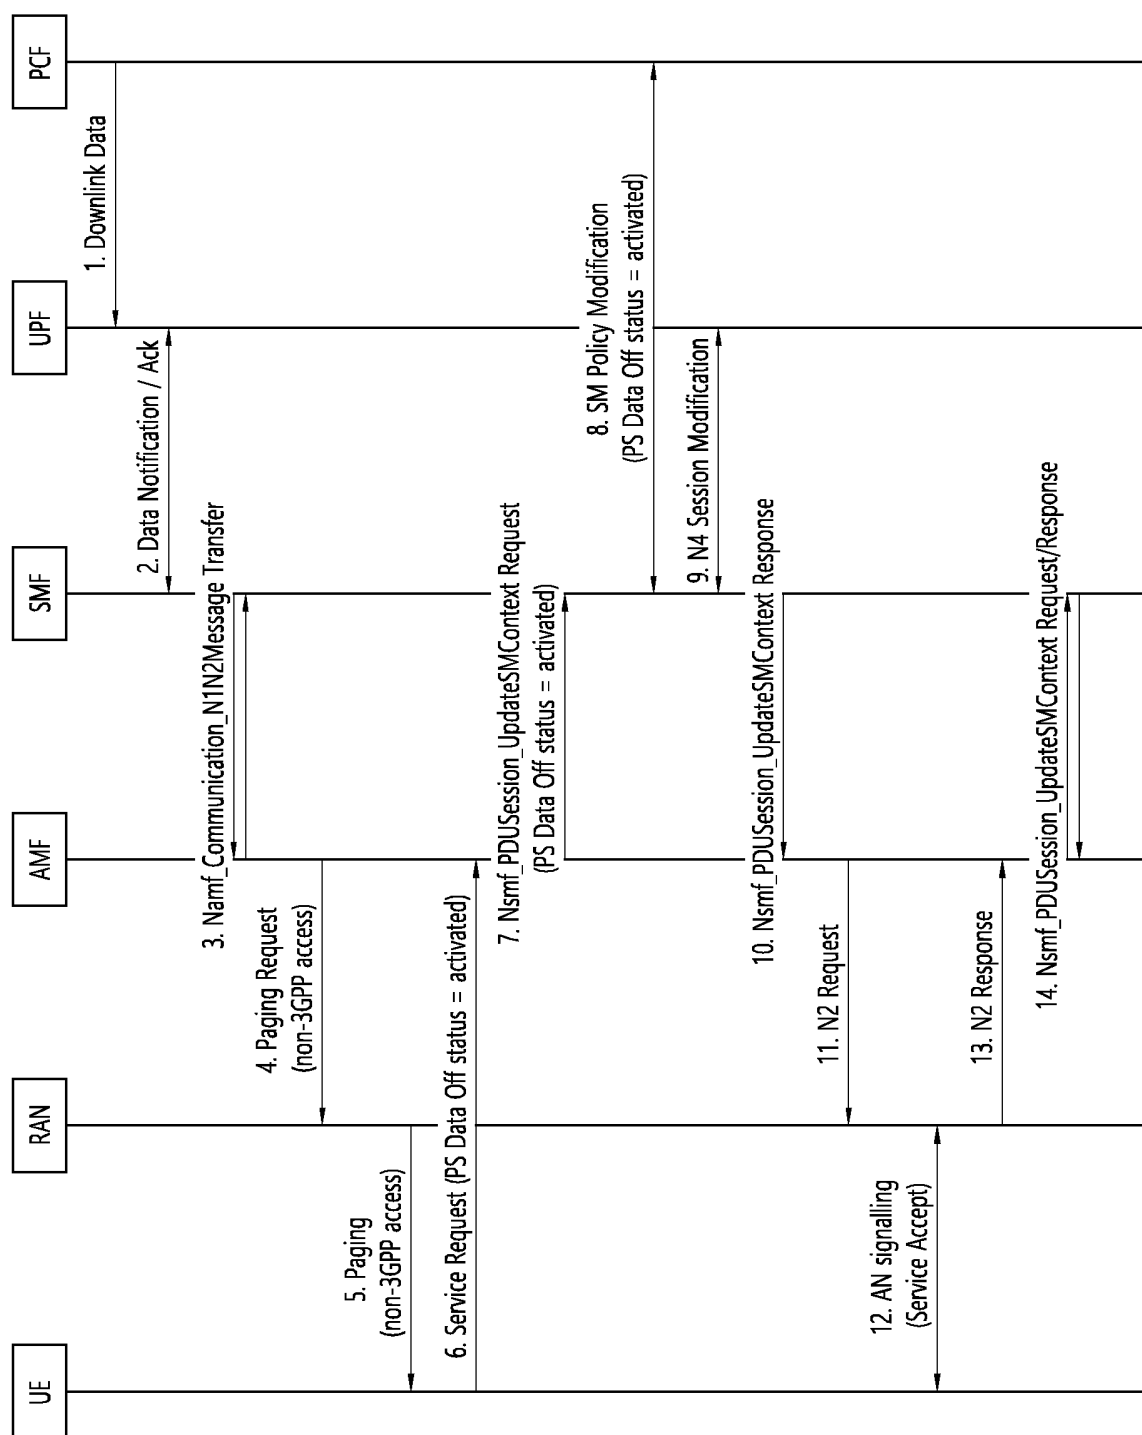 UE
RAN
AMF
SMF
UPF
PCF
1. Downlink Data
2. Data Notification / Ack
3. Namf_Communication_N1N2Message Transfer
4. Paging Request
(non-3GPP access)
5. Paging
(non-3GPP access)
6. Service Request (PS Data Off status = activated)
7. Nsmf_PDUSession_UpdateSMContext Request
(PS Data Off status = activated)
8. SM Policy Modification
(PS Data Off status = activated)
9. N4 Session Modification
10. Nsmf_PDUSession_UpdateSMContext Response
11. N2 Request
12. AN signalling
(Service Accept)
13. N2 Response
14. Nsmf_PDUSession_UpdateSMContext Request/Response